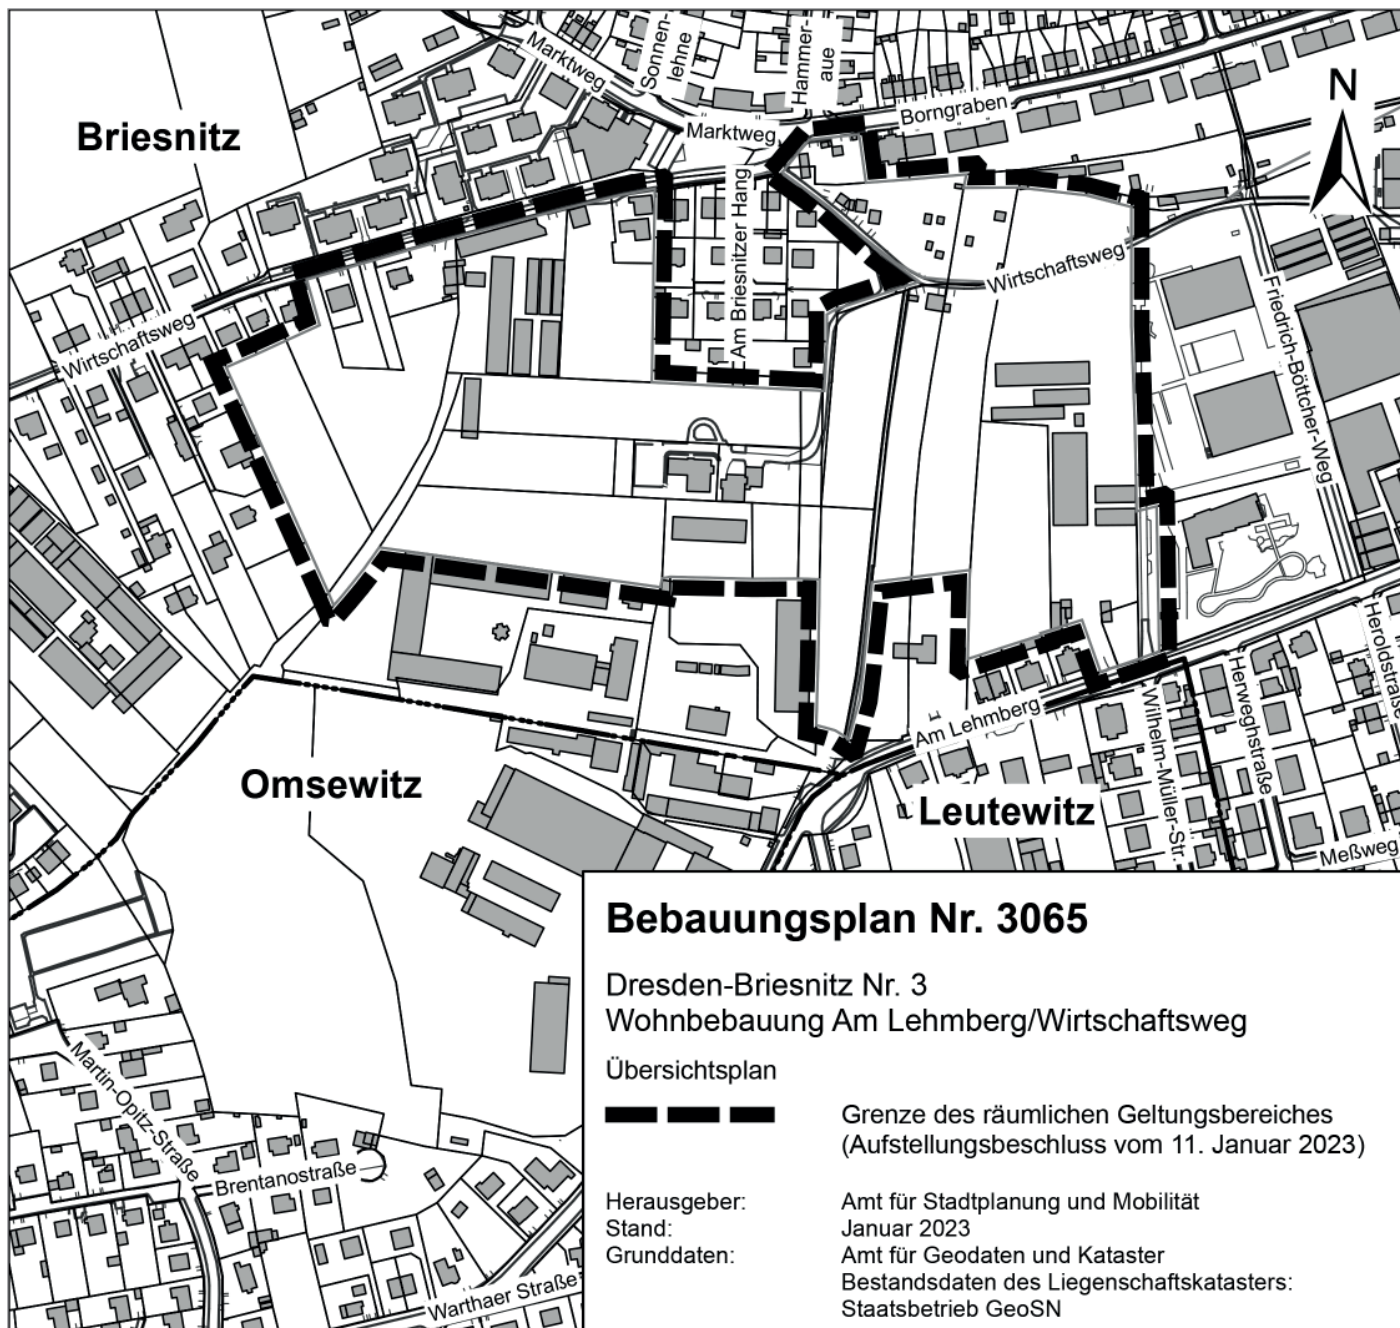 Marktweg
Sonnen-
lehne
Hammer-
aue
Marktweg
Borngraben
N
Briesnitz
Am Briesnitzer Hang
Wirtschaftsweg
Wirtschaftsweg
Friedrich-Böttcher-Weg
Heroldstraße
Herweghstraße
Wilhelm-Müller-Str.
Am Lehmberg
Meßweg
Omsewitz
Leutewitz
Martin-Opitz-Straße
Brentanostraße
Warthaer Straße
Bebauungsplan Nr. 3065
Dresden-Briesnitz Nr. 3
Wohnbebauung Am Lehmberg/Wirtschaftsweg
Übersichtsplan
Grenze des räumlichen Geltungsbereiches
(Aufstellungsbeschluss vom 11. Januar 2023)
Herausgeber: Amt für Stadtplanung und Mobilität
Stand: Januar 2023
Grunddaten: Amt für Geodaten und Kataster
Bestandsdaten des Liegenschaftskatasters:
Staatsbetrieb GeoSN